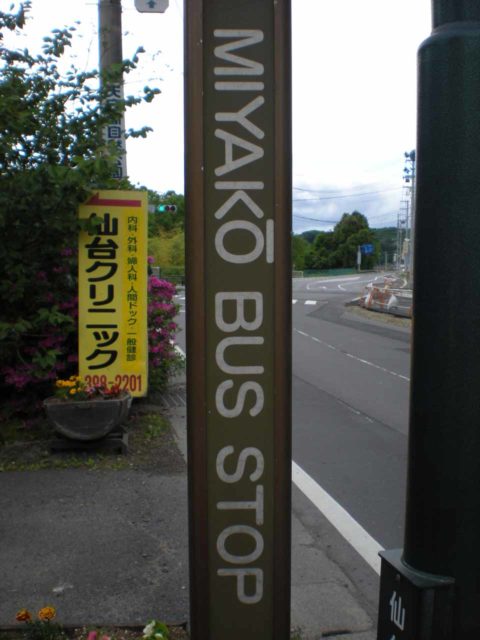 MIYAKŌ BUS STOP
仙台クリニック
内科・外科・婦人科・人間ドック・一般健診
398-2201
仙